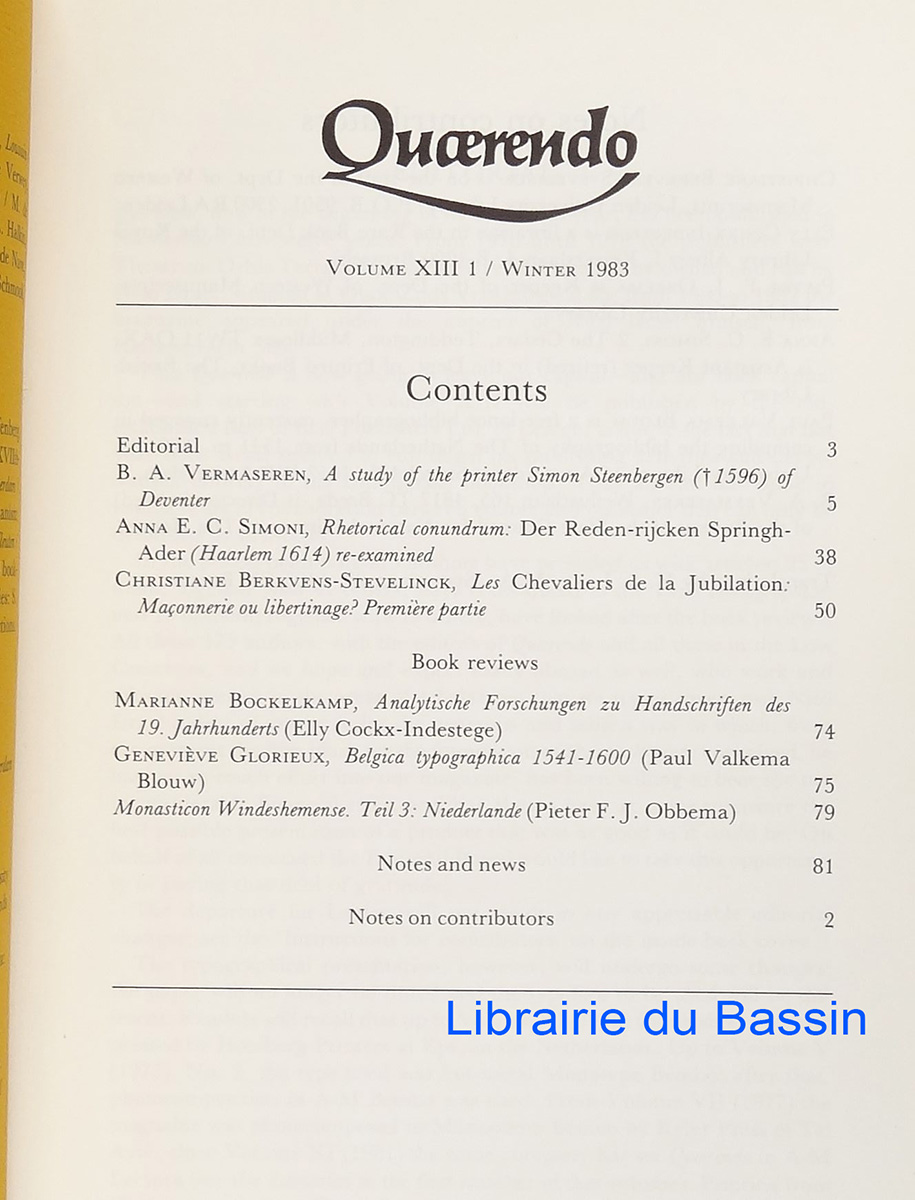 Quærendo
VOLUME XIII 1 / WINTER 1983
Contents
Editorial 3
B. A. VERMASEREN, A study of the printer Simon Steenbergen († 1596) of
Deventer 5
ANNA E. C. SIMONI, Rhetorical conundrum: Der Reden-rijcken Springh-
Ader (Haarlem 1614) re-examined 38
CHRISTIANE BERKVENS-STEVELINCK, Les Chevaliers de la Jubilation:
Maçonnerie ou libertinage? Première partie 50
Book reviews
MARIANNE BOCKELKAMP, Analytische Forschungen zu Handschriften des
19. Jahrhunderts (Elly Cockx-Indestege) 74
GENEVIÈVE GLORIEUX, Belgica typographica 1541-1600 (Paul Valkema
Blouw) 75
Monasticon Windeshemense. Teil 3: Niederlande (Pieter F. J. Obbema) 79
Notes and news 81
Notes on contributors 2
Librairie du Bassin